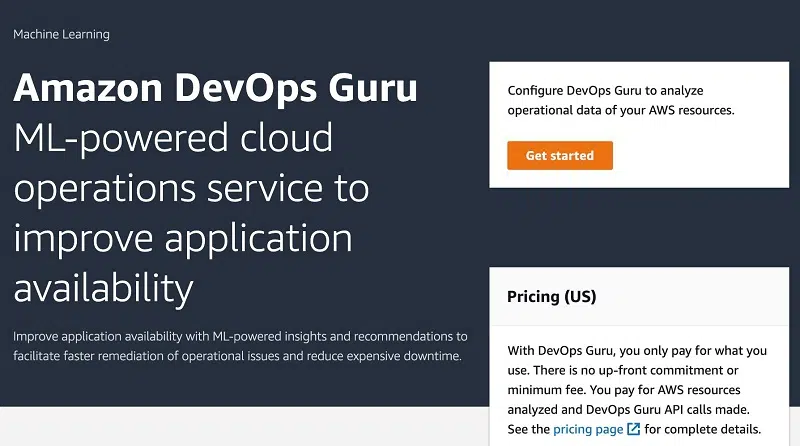 Machine Learning
Amazon DevOps Guru
ML-powered cloud
operations service to
improve application
availability
Improve application availability with ML-powered insights and recommendations to
facilitate faster remediation of operational issues and reduce expensive downtime.
Configure DevOps Guru to analyze
operational data of your AWS resources.
Get started
Pricing (US)
With DevOps Guru, you only pay for what you
use. There is no up-front commitment or
minimum fee. You pay for AWS resources
analyzed and DevOps Guru API calls made.
See the pricing page for complete details.